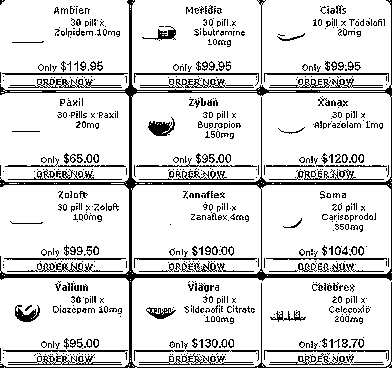 Ambien
30 pill x
Zolpidem 10mg
Only $119.95
ORDER NOW
Meridia
30 pill x
Sibutramine
10mg
Only $99.95
ORDER NOW
Cialis
10 pill x Tadalafil
20mg
Only $99.95
ORDER NOW
Paxil
30 Pills x Paxil
20mg
Only $65.00
ORDER NOW
Zyban
30 pill x
Bupropion
150mg
Only $95.00
ORDER NOW
Xanax
30 pill x
Alprazolam 1mg
Only $120.00
ORDER NOW
Zoloft
30 pill x Zoloft
100mg
Only $99.50
ORDER NOW
Zanaflex
90 pill x
Zanaflex 4mg
Only $190.00
ORDER NOW
Soma
20 pill x
Carisoprodol
350mg
Only $104.00
ORDER NOW
Valium
30 pill x
Diazepam 10mg
Only $95.00
ORDER NOW
Viagra
30 pill x
Sildenafil Citrate
100mg
Only $130.00
ORDER NOW
Celebrex
20 pill x
Celecoxib
200mg
Only $118.70
ORDER NOW